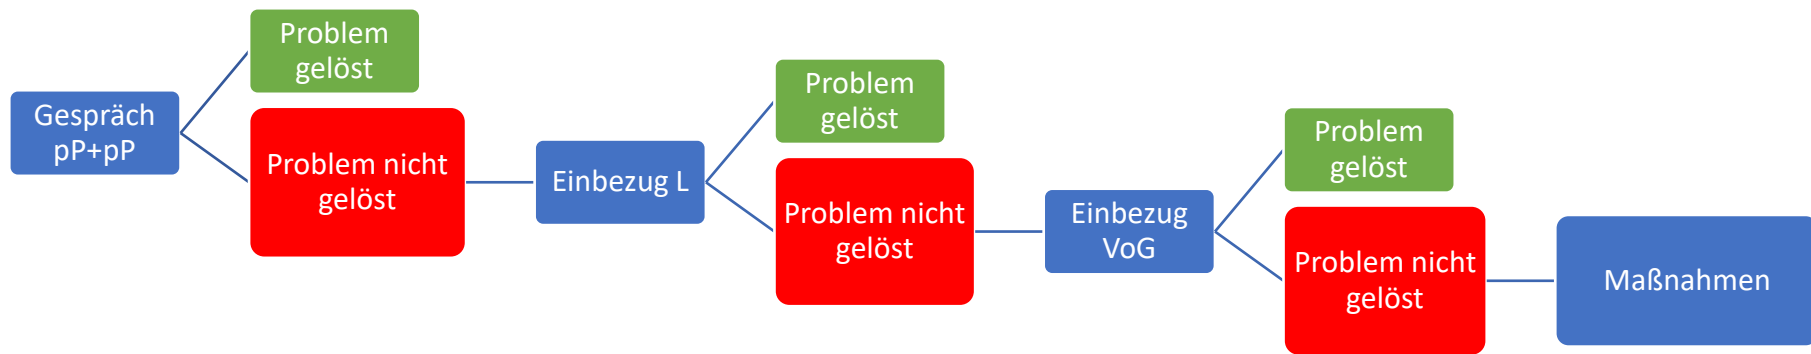 Problem
gelöst
Gespräch
pP+pP
Problem nicht
gelöst
Einbezug L
Problem
gelöst
Problem nicht
gelöst
Einbezug
VoG
Problem
gelöst
Problem nicht
gelöst
Maßnahmen